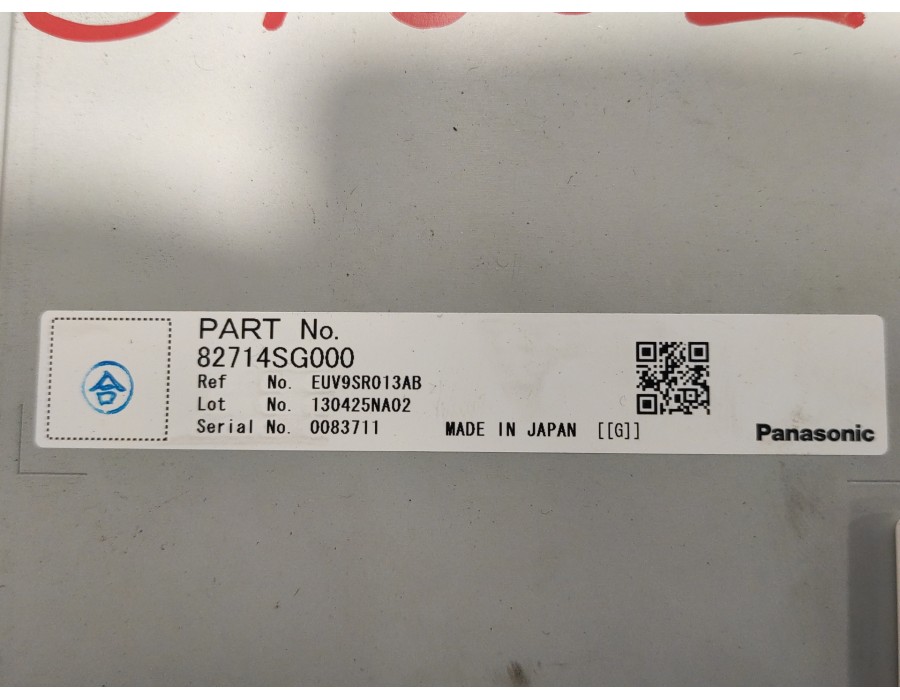 PART No.
82714SG000
Ref No. EUV9SR013AB
Lot No. 130425NA02
Serial No. 0083711 MADE IN JAPAN [[G]]
合
Panasonic